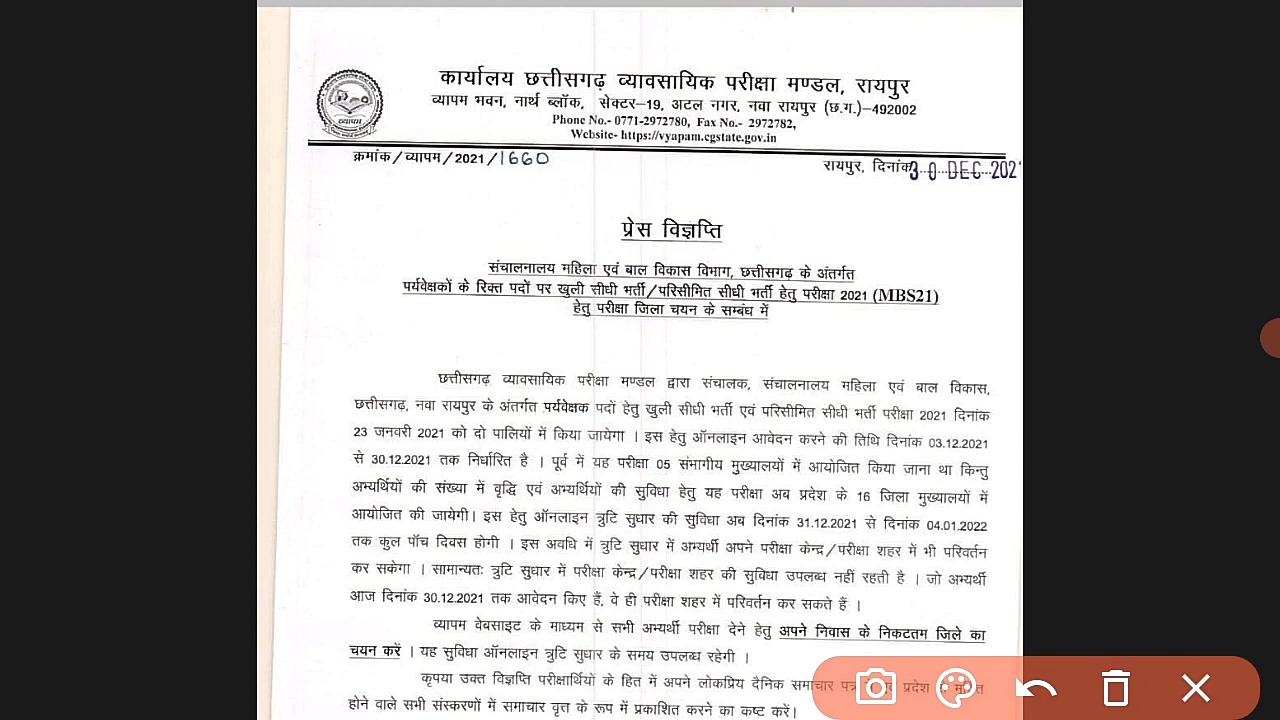 कार्यालय छत्तीसगढ़ व्यावसायिक परीक्षा मण्डल, रायपुर
व्यापम भवन, नार्थ ब्लॉक, सेक्टर–19, अटल नगर, नवा रायपुर (छ.ग.)–492002
Phone No.- 0771-2972780, Fax No.- 2972782,
Website- https://vyapam.cgstate.gov.in
व्यापम
क्रमांक/व्यापम/2021/1660
रायपुर, दिनांक 30 DEC 2021
प्रेस विज्ञप्ति
संचालनालय महिला एवं बाल विकास विभाग, छत्तीसगढ़ के अंतर्गत
पर्यवेक्षकों के रिक्त पदों पर खुली सीधी भर्ती/परिसीमित सीधी भर्ती हेतु परीक्षा 2021 (MBS21)
हेतु परीक्षा जिला चयन के सम्बंध में
छत्तीसगढ़ व्यावसायिक परीक्षा मण्डल द्वारा संचालक, संचालनालय महिला एवं बाल विकास,
छत्तीसगढ़, नवा रायपुर के अंतर्गत पर्यवेक्षक पदों हेतु खुली सीधी भर्ती एवं परिसीमित सीधी भर्ती परीक्षा 2021 दिनांक
23 जनवरी 2021 को दो पालियों में किया जायेगा । इस हेतु ऑनलाइन आवेदन करने की तिथि दिनांक 03.12.2021
से 30.12.2021 तक निर्धारित है । पूर्व में यह परीक्षा 05 संभागीय मुख्यालयों में आयोजित किया जाना था किन्तु
अभ्यर्थियों की संख्या में वृद्धि एवं अभ्यर्थियों की सुविधा हेतु यह परीक्षा अब प्रदेश के 16 जिला मुख्यालयों में
आयोजित की जायेगी। इस हेतु ऑनलाइन त्रुटि सुधार की सुविधा अब दिनांक 31.12.2021 से दिनांक 04.01.2022
तक कुल पॉच दिवस होगी । इस अवधि में त्रुटि सुधार में अभ्यर्थी अपने परीक्षा केन्द्र/परीक्षा शहर में भी परिवर्तन
कर सकेगा । सामान्यतः त्रुटि सुधार में परीक्षा केन्द्र/परीक्षा शहर की सुविधा उपलब्ध नहीं रहती है । जो अभ्यर्थी
आज दिनांक 30.12.2021 तक आवेदन किए हैं, वे ही परीक्षा शहर में परिवर्तन कर सकते हैं ।
व्यापम वेबसाइट के माध्यम से सभी अभ्यर्थी परीक्षा देने हेतु अपने निवास के निकटतम जिले का
चयन करें । यह सुविधा ऑनलाइन त्रुटि सुधार के समय उपलब्ध रहेगी ।
कृपया उक्त विज्ञप्ति परीक्षार्थियों के हित में अपने लोकप्रिय दैनिक समाचार प्रदेश
होने वाले सभी संस्करणों में समाचार वृत्त के रूप में प्रकाशित करने का कष्ट करें।